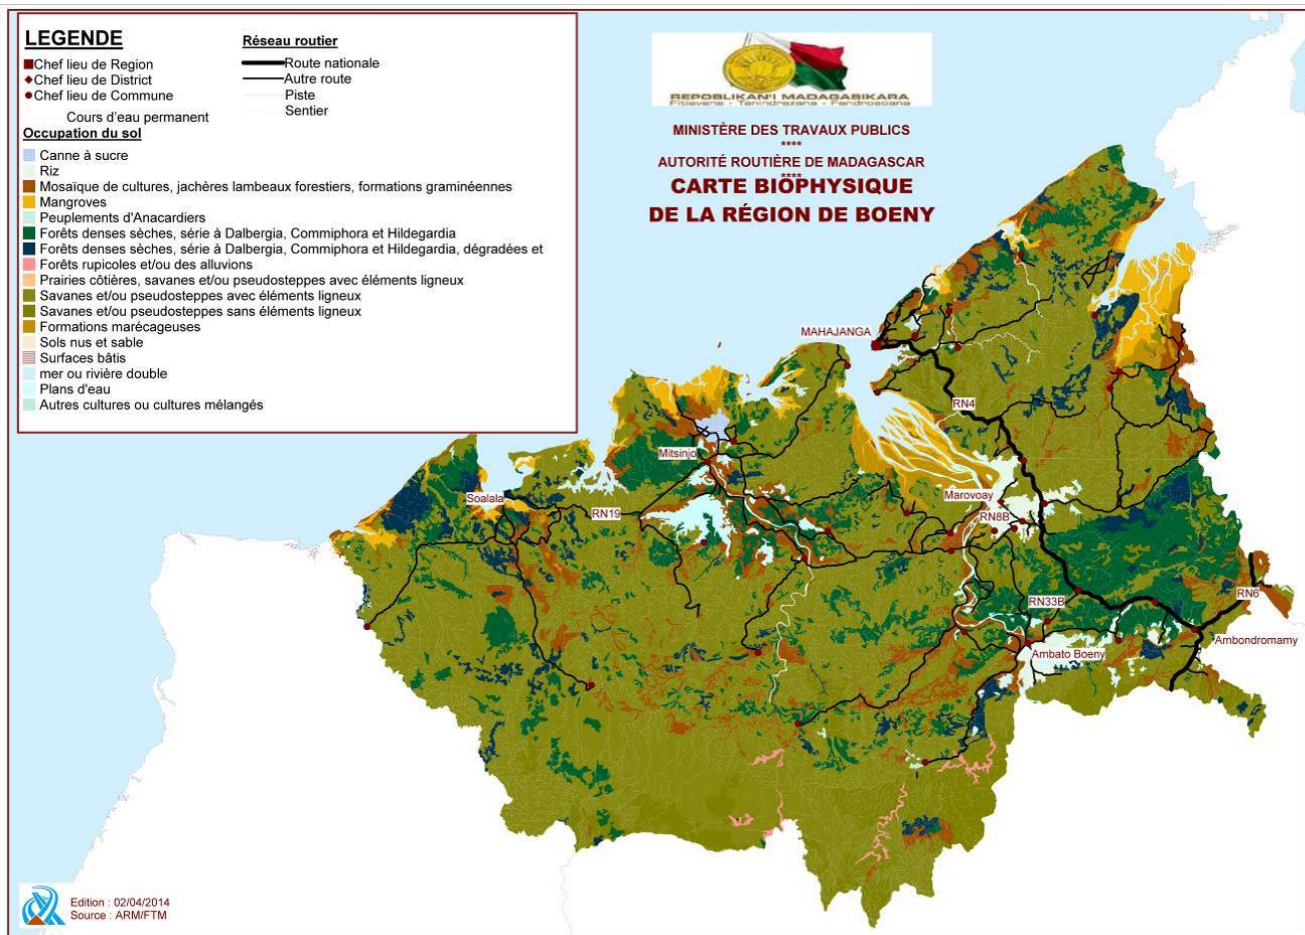 LEGENDE
Chef lieu de Region
Chef lieu de District
Chef lieu de Commune
Cours d'eau permanent
Réseau routier
Route nationale
Autre route
Piste
Sentier
Occupation du sol
Canne à sucre
Riz
Mosaïque de cultures, jachères lambeaux forestiers, formations graminéennes
Mangroves
Peuplements d'Anacardiers
Forêts denses sèches, série à Dalbergia, Commiphora et Hildegardia
Forêts denses sèches, série à Dalbergia, Commiphora et Hildegardia, dégradées et
Forêts rupicoles et/ou des alluvions
Prairies côtières, savanes et/ou pseudosteppes avec éléments ligneux
Savanes et/ou pseudosteppes avec éléments ligneux
Savanes et/ou pseudosteppes sans éléments ligneux
Formations marécageuses
Sols nus et sable
Surfaces bâtis
mer ou rivière double
Plans d'eau
Autres cultures ou cultures mélangés
REPOBLIKAN'I MADAGASIKARA
Fitiavana - Tanindrazana - Fandrosoana
MINISTÈRE DES TRAVAUX PUBLICS
****
AUTORITÉ ROUTIÈRE DE MADAGASCAR
****
CARTE BIOPHYSIQUE
DE LA RÉGION DE BOENY
MAHAJANGA
RN4
Mitsinjo
Soalala
RN19
Marovoay
RN8B
RN33B
RN6
Ambondromamy
Ambato Boeny
Edition : 02/04/2014
Source : ARM/FTM